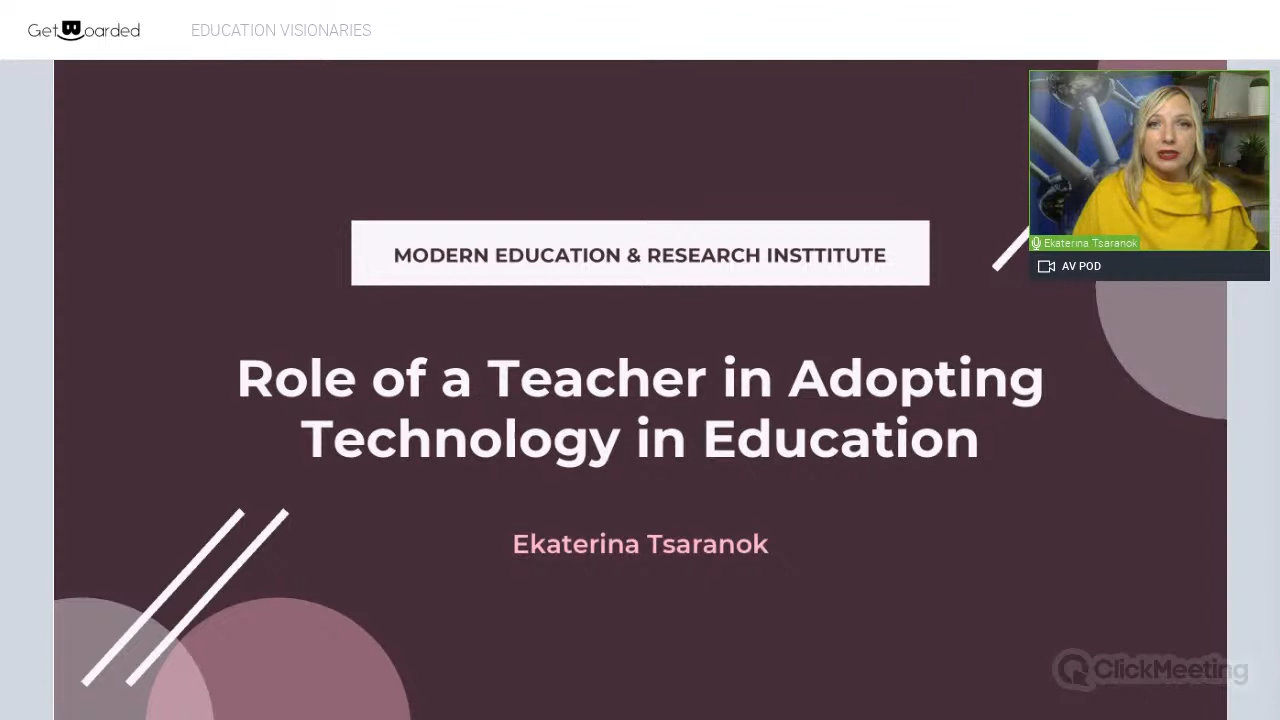 GetBoarded
EDUCATION VISIONARIES
Ekaterina Tsaranok
AV POD
MODERN EDUCATION & RESEARCH INSTTITUTE
Role of a Teacher in Adopting
Technology in Education
Ekaterina Tsaranok
ClickMeeting